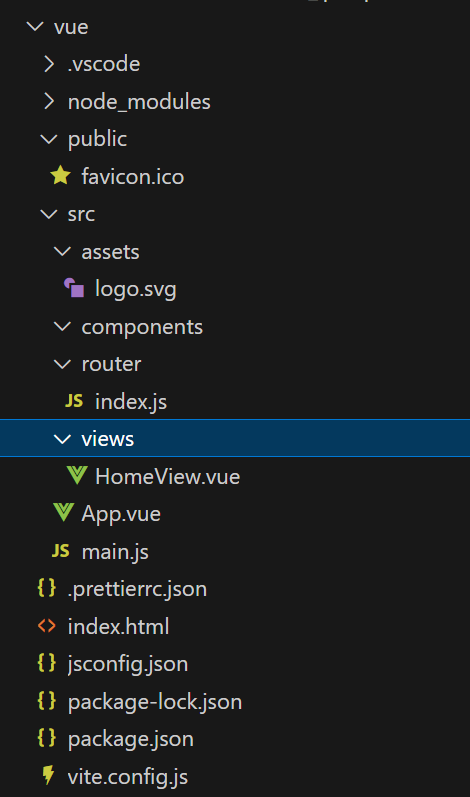 vue
.vscode
node_modules
public
favicon.ico
src
assets
logo.svg
components
router
JS index.js
views
HomeView.vue
App.vue
JS main.js
{} .prettierrc.json
<> index.html
{} jsconfig.json
{} package-lock.json
{} package.json
vite.config.js